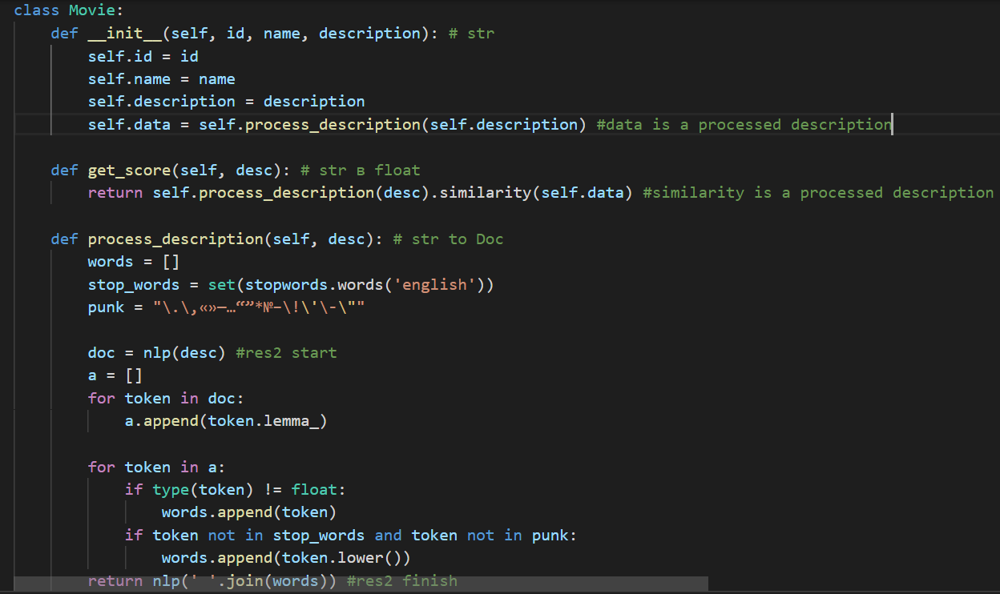 class Movie:
    def __init__(self, id, name, description): # str
        self.id = id
        self.name = name
        self.description = description
        self.data = self.process_description(self.description) #data is a processed description
    def get_score(self, desc): # str в float
        return self.process_description(desc).similarity(self.data) #similarity is a processed description
    def process_description(self, desc): # str to Doc
        words = []
        stop_words = set(stopwords.words('english'))
        punk = "\.\,«»—…“”*№–\!\'\-\""
        doc = nlp(desc) #res2 start
        a = []
        for token in doc:
            a.append(token.lemma_)
        for token in a:
            if type(token) != float:
                words.append(token)
            if token not in stop_words and token not in punk:
                words.append(token.lower())
        return nlp(' '.join(words)) #res2 finish